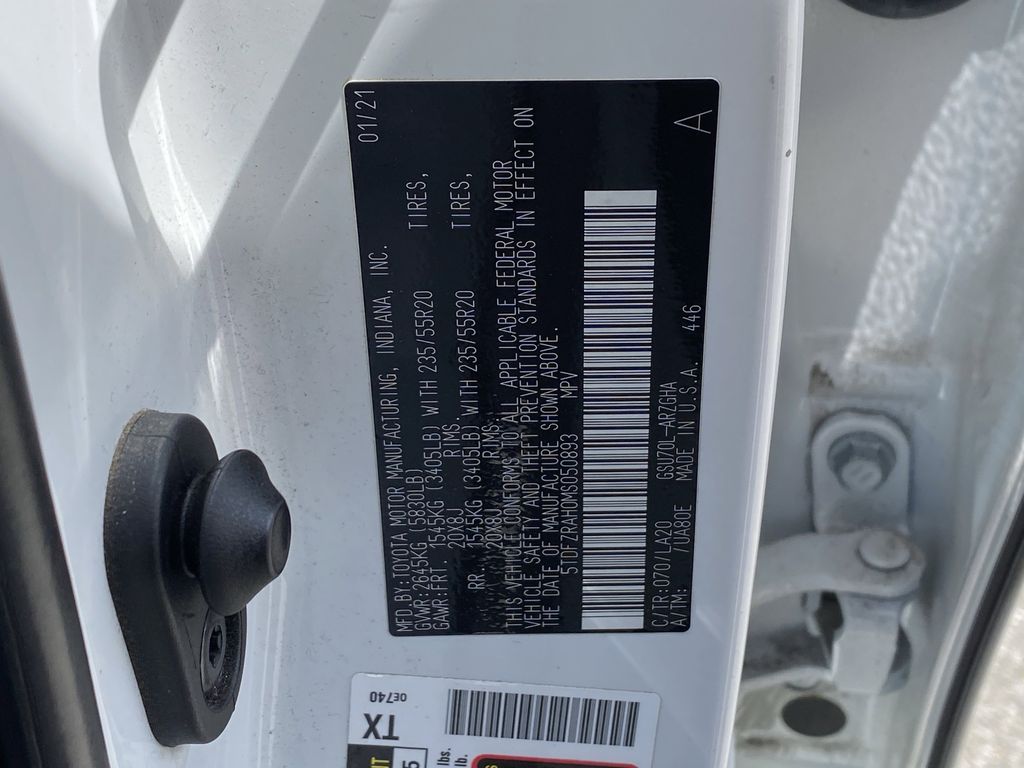 MFD.BY:TOYOTA MOTOR MANUFACTURING, INDIANA, INC. 01/21
GVWR:2645KG (5830LB)
GAWR:FRT. 1545KG (3405LB) WITH 235/55R20 TIRES,
20X8J RIMS.
RR. 1545KG (3405LB) WITH 235/55R20 TIRES,
20X8J RIMS.
THIS VEHICLE CONFORMS TO ALL APPLICABLE FEDERAL MOTOR
VEHICLE SAFETY AND THEFT PREVENTION STANDARDS IN EFFECT ON
THE DATE OF MANUFACTURE SHOWN ABOVE.
5TDFZRAH0MS050893 MPV
C/TR:070/LA20 GSU70L-ARZGHA
A/TM: /UA80E MADE IN U.S.A. 446 A
OE740
TX
lbs.
lb.